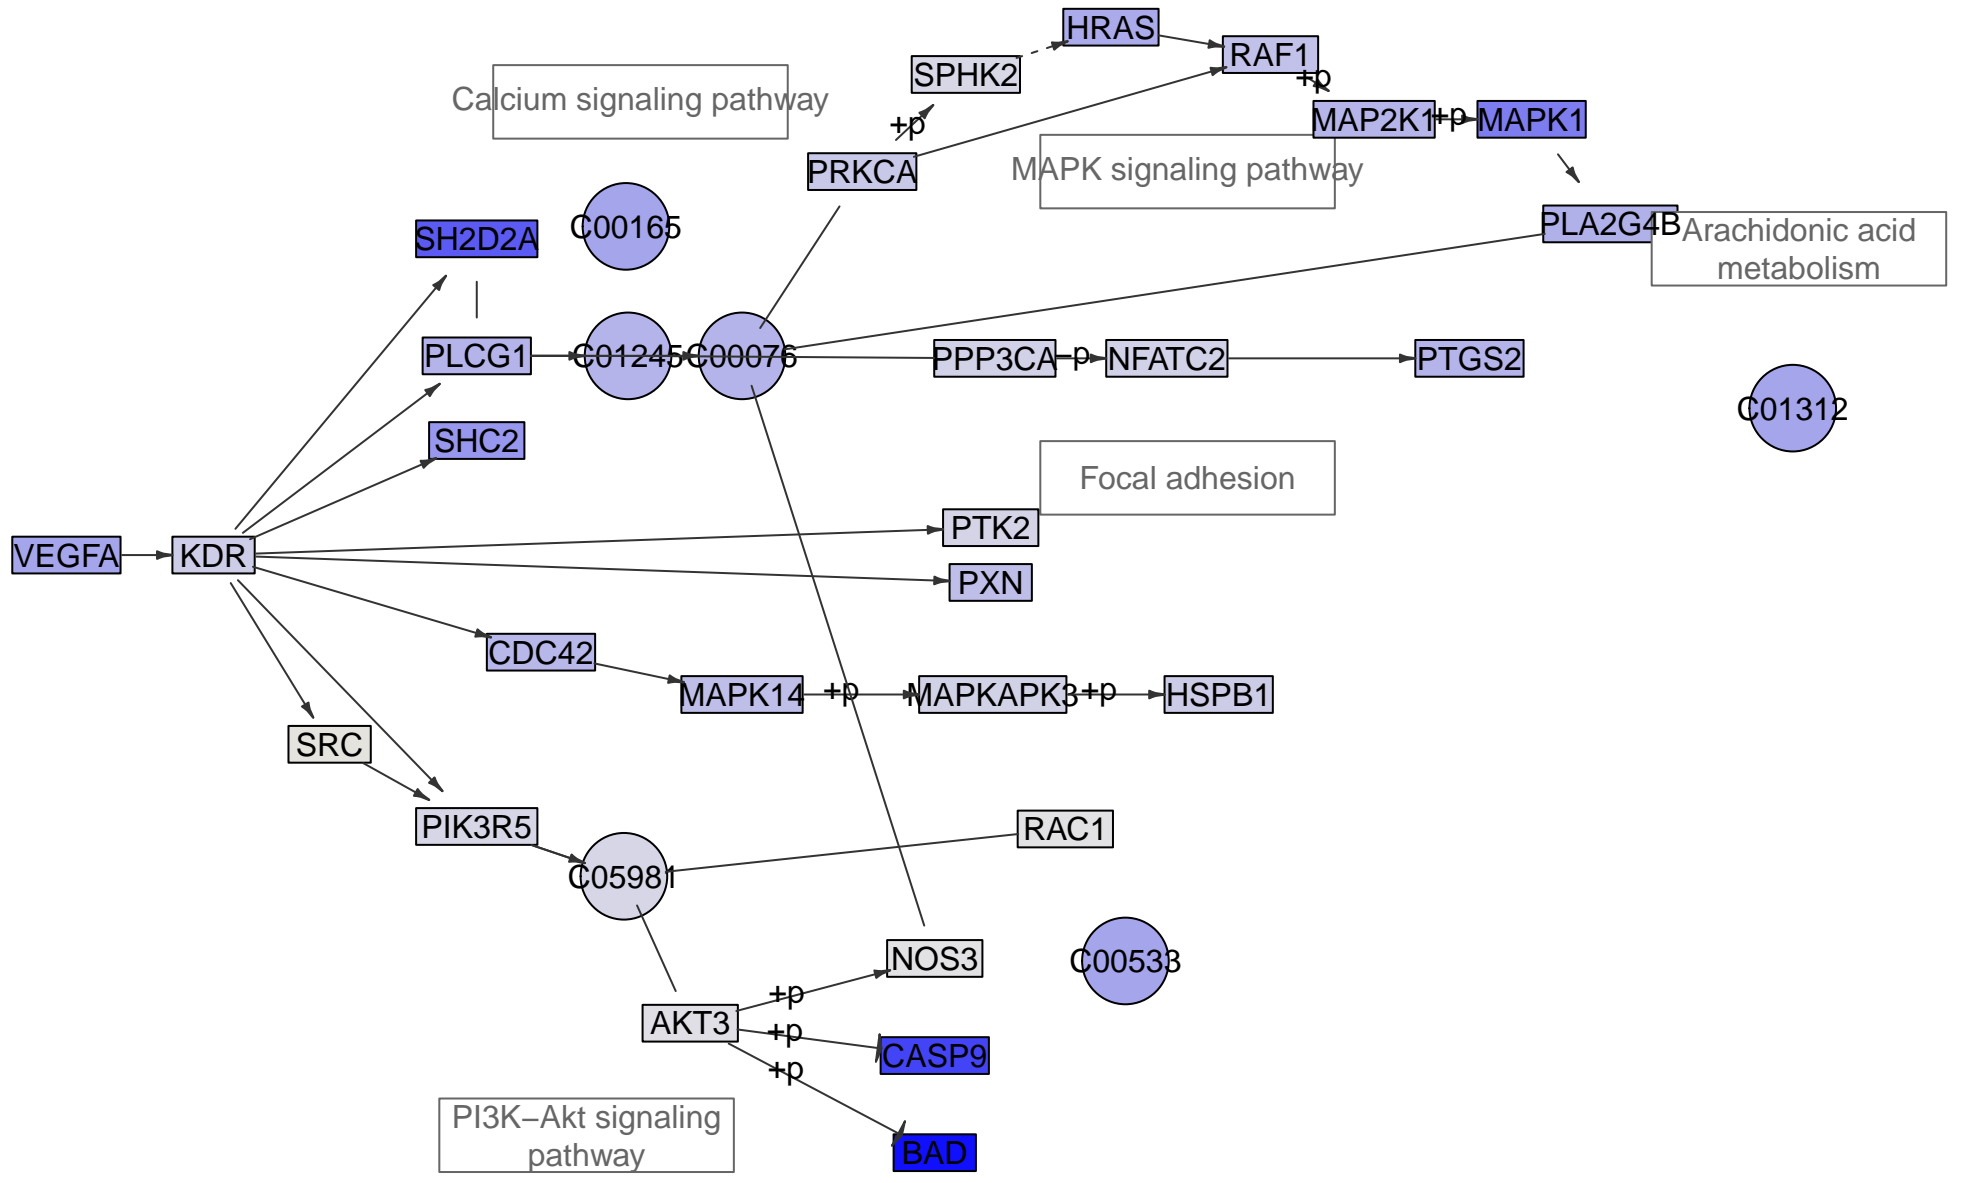 HRAS
RAF1
+p
SPHK2
Calcium signaling pathway
+p
MAP2K1
+p
MAPK1
PRKCA
MAPK signaling pathway
C00165
SH2D2A
PLA2G4B
Arachidonic acid
metabolism
PLCG1
C01245
C00076
PPP3CA
−p
NFATC2
PTGS2
C01312
SHC2
Focal adhesion
PTK2
VEGFA
KDR
PXN
CDC42
MAPK14
+p
MAPKAPK3
+p
HSPB1
SRC
PIK3R5
RAC1
C05981
NOS3
C00533
+p
AKT3
+p
CASP9
+p
PI3K−Akt signaling
pathway
BAD